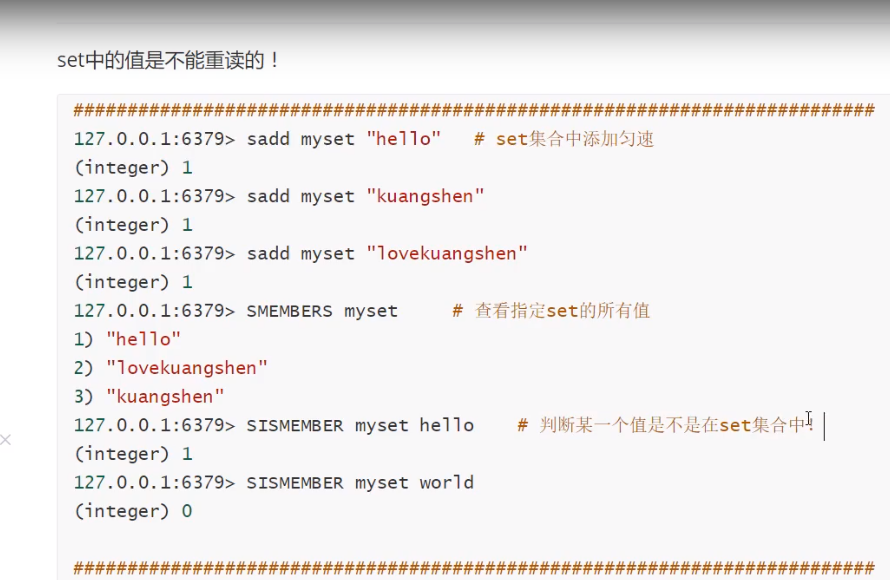 set中的值是不能重读的！
##########################################################################
127.0.0.1:6379> sadd myset "hello"   # set集合中添加匀速
(integer) 1
127.0.0.1:6379> sadd myset "kuangshen"
(integer) 1
127.0.0.1:6379> sadd myset "lovekuangshen"
(integer) 1
127.0.0.1:6379> SMEMBERS myset     # 查看指定set的所有值
1) "hello"
2) "lovekuangshen"
3) "kuangshen"
127.0.0.1:6379> SISMEMBER myset hello    # 判断某一个值是不是在set集合中！
(integer) 1
127.0.0.1:6379> SISMEMBER myset world
(integer) 0
##########################################################################